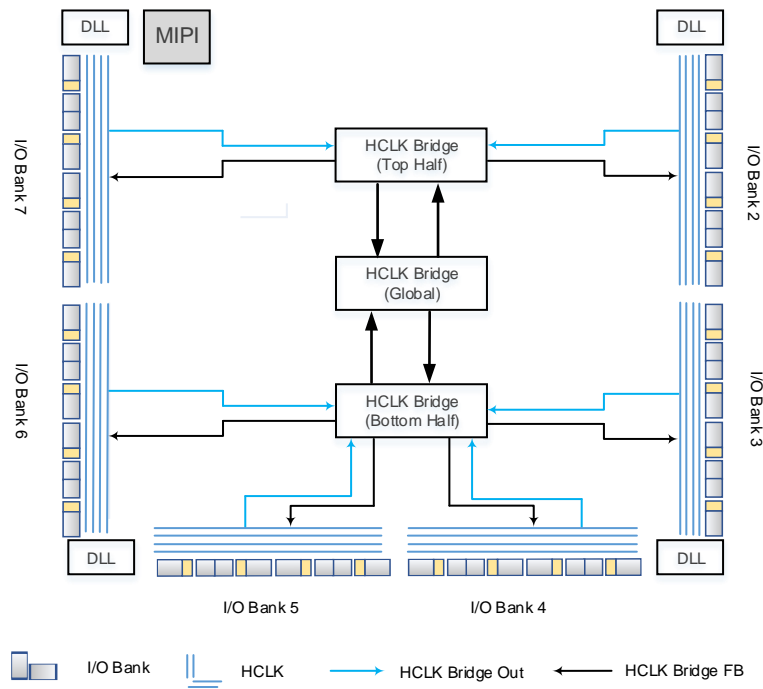 DLL
MIPI
DLL
I/O Bank 7
HCLK Bridge
(Top Half)
I/O Bank 2
HCLK Bridge
(Global)
I/O Bank 6
HCLK Bridge
(Bottom Half)
I/O Bank 3
DLL
DLL
I/O Bank 5
I/O Bank 4
I/O Bank
HCLK
HCLK Bridge Out
HCLK Bridge FB